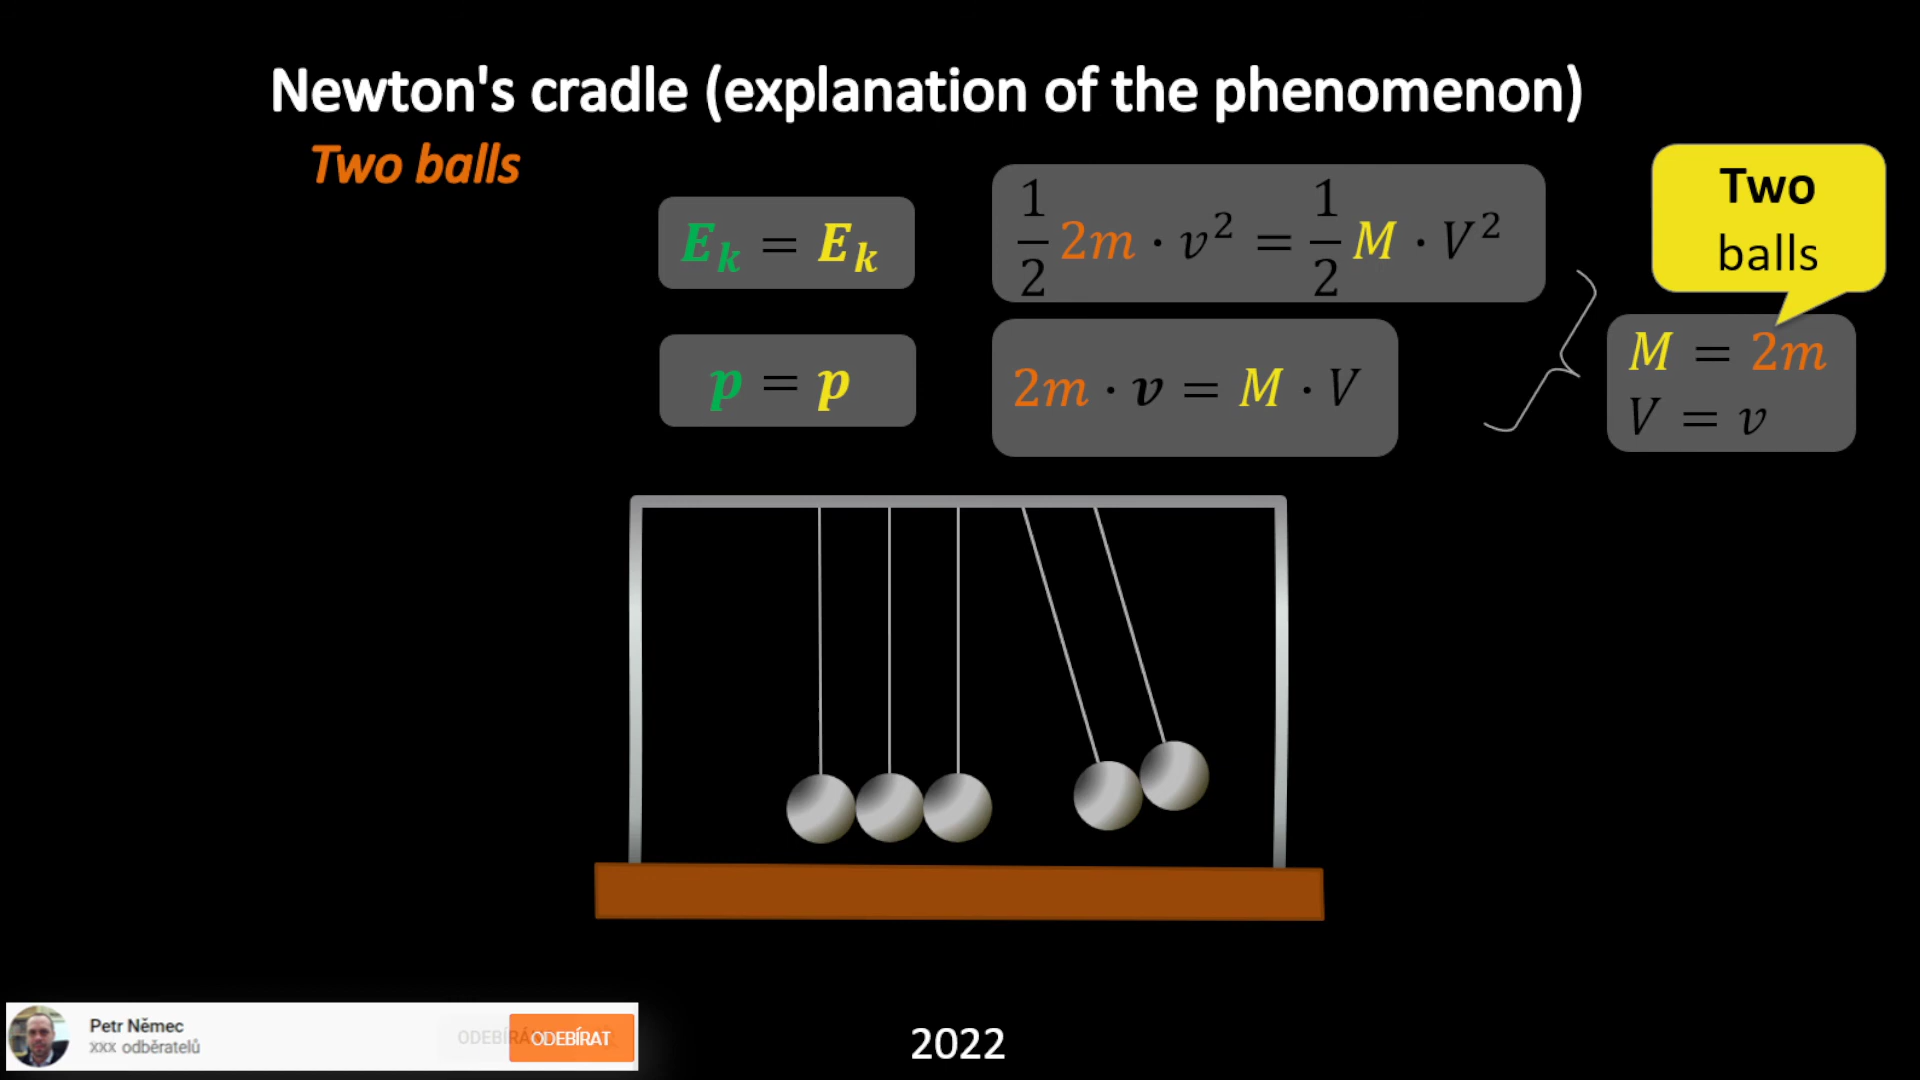 Newton's cradle (explanation of the phenomenon)
Two balls
Two
balls
E_k = E_k
1/2 2m · v² = 1/2 M · V²
p = p
2m · v = M · V
M = 2m
V = v
Petr Němec
xxx odběratelů
ODEBÍRAT
2022